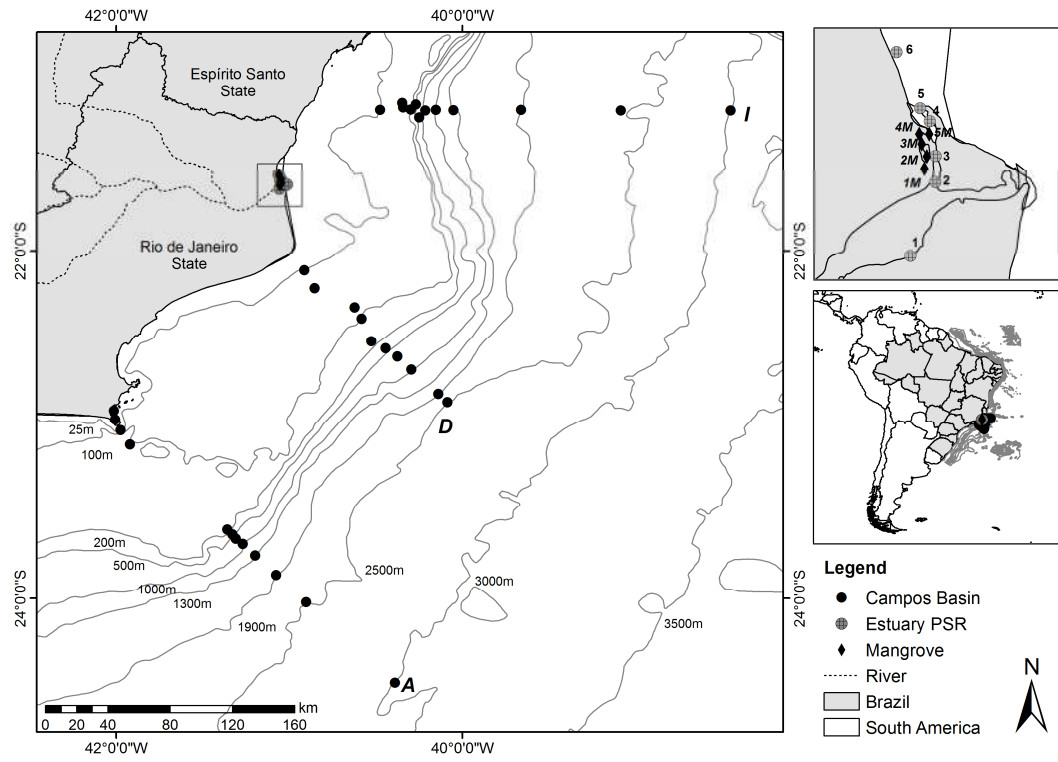 42°0'0"W
40°0'0"W
Espírito Santo
State
I
Rio de Janeiro
State
22°0'0"S
22°0'0"S
D
25m
100m
200m
500m
1000m
1300m
1900m
2500m
3000m
3500m
24°0'0"S
24°0'0"S
A
km
0 20 40 80 120 160
42°0'0"W
40°0'0"W
6
5
4
4M
5M
3M
3
2M
1M
2
1
Legend
Campos Basin
Estuary PSR
Mangrove
River
Brazil
South America
N